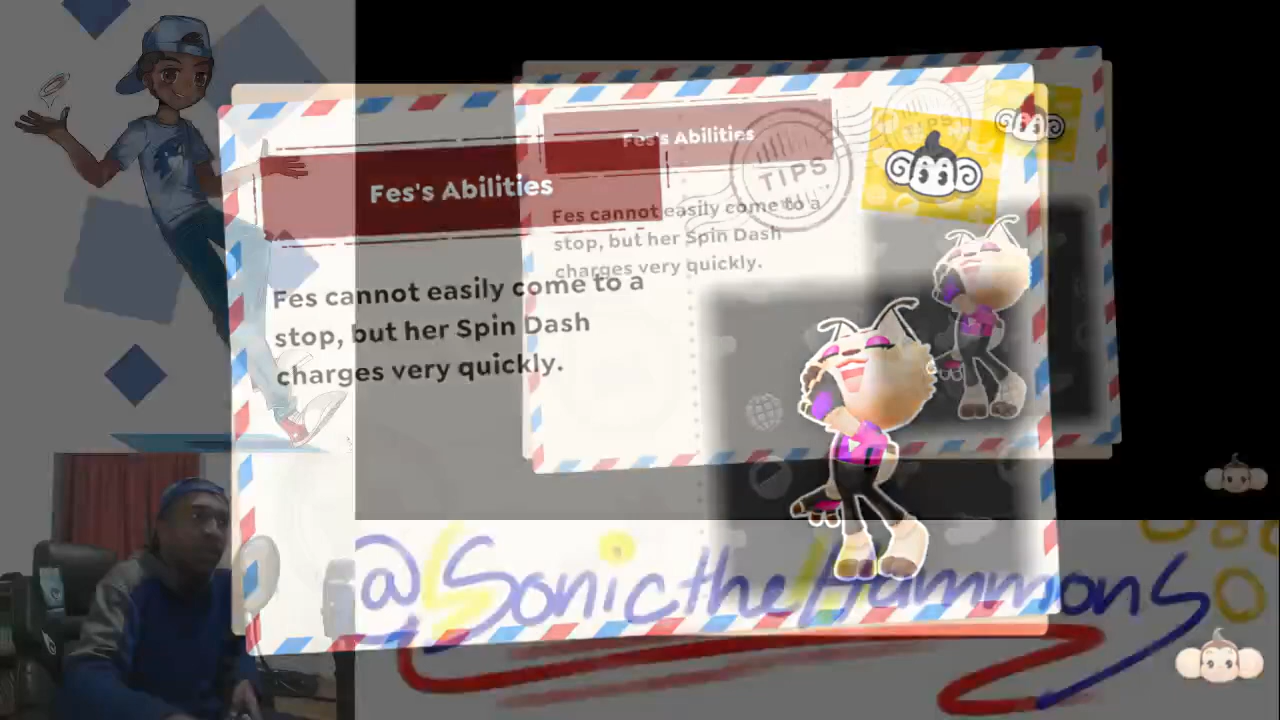 Fes's Abilities
TIPS
Fes cannot easily come to a
stop, but her Spin Dash
charges very quickly.
Fes's Abilities
TIPS
Fes cannot easily come to a
stop, but her Spin Dash
charges very quickly.
@SonictheHammons